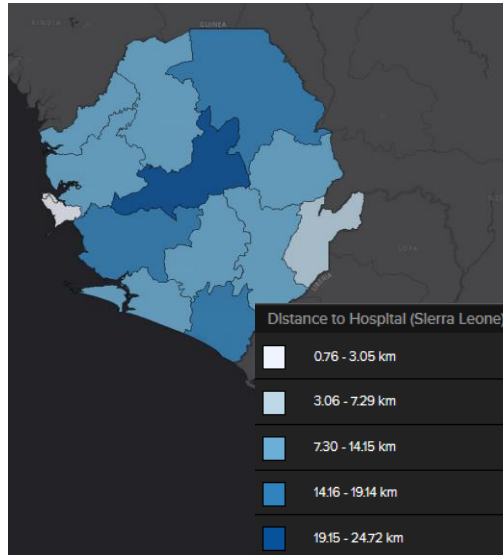 GUINEA
LIBERIA
Distance to Hospital (Sierra Leone)
0.76 - 3.05 km
3.06 - 7.29 km
7.30 - 14.15 km
14.16 - 19.14 km
19.15 - 24.72 km